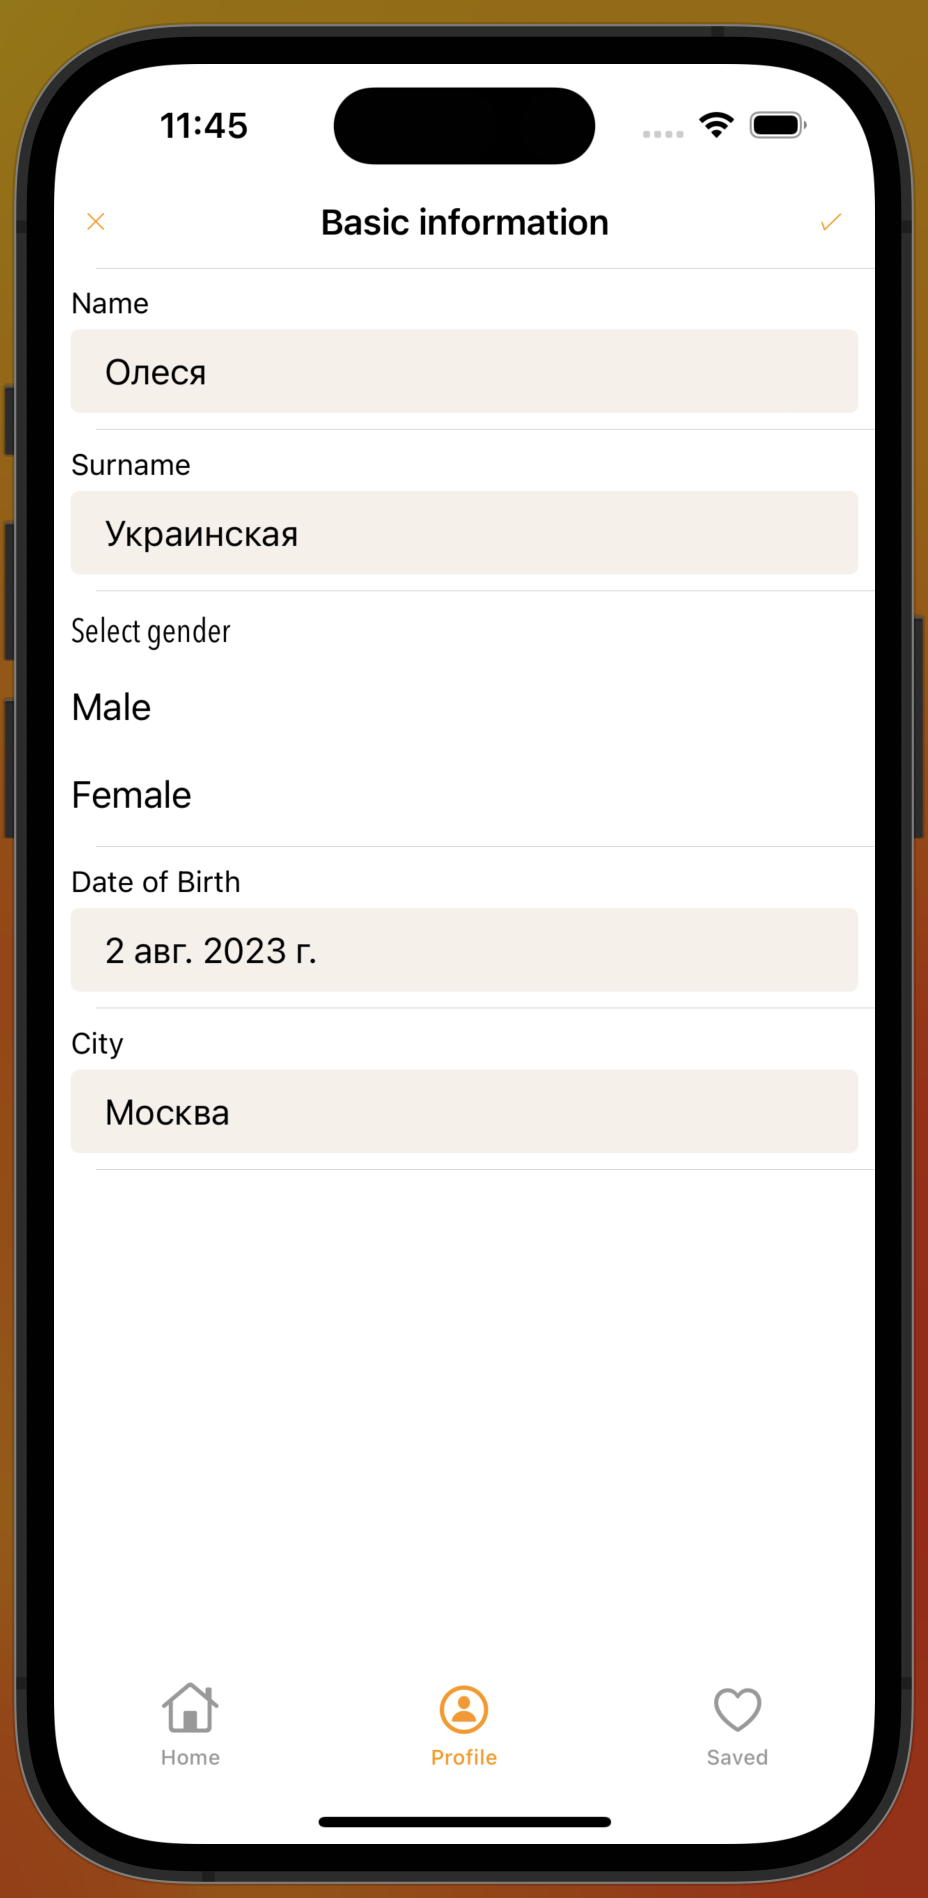 11:45
Basic information
Name
Олеся
Surname
Украинская
Select gender
Male
Female
Date of Birth
2 авг. 2023 г.
City
Москва
Home
Profile
Saved